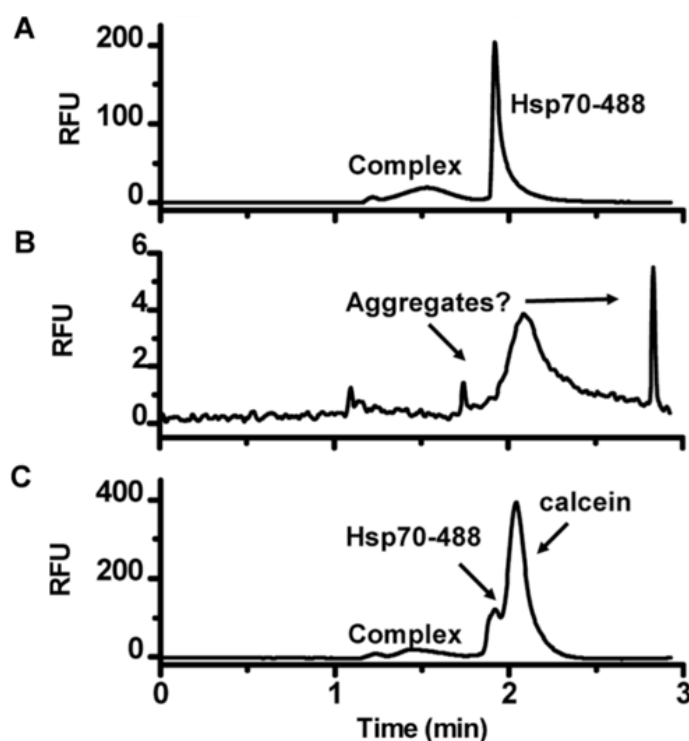 A
200
100
0
RFU
Complex
Hsp70-488
B
6
4
2
0
RFU
Aggregates?
C
400
200
0
RFU
Hsp70-488
calcein
Complex
0 1 2 3
Time (min)